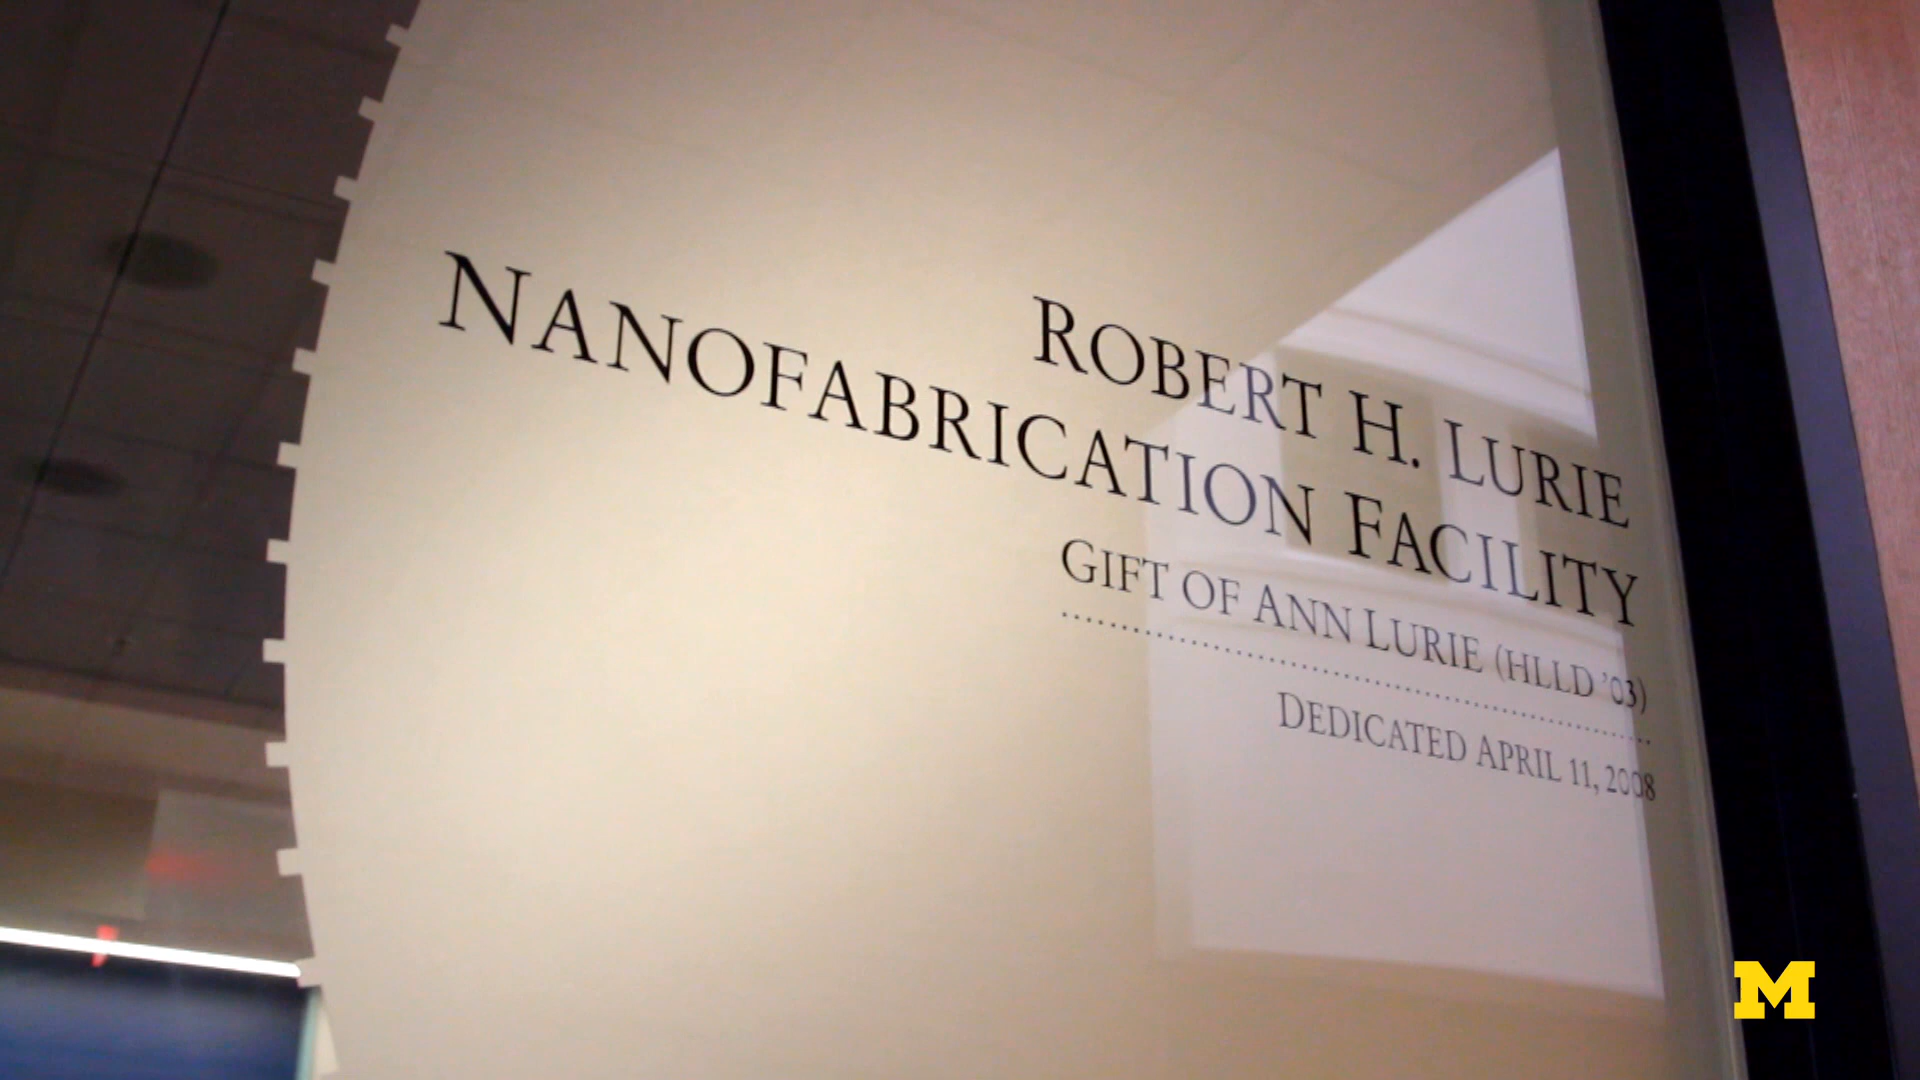 ROBERT H. LURIE
NANOFABRICATION FACILITY
GIFT OF ANN LURIE (HLLD ’03)
DEDICATED APRIL 11, 2008
M